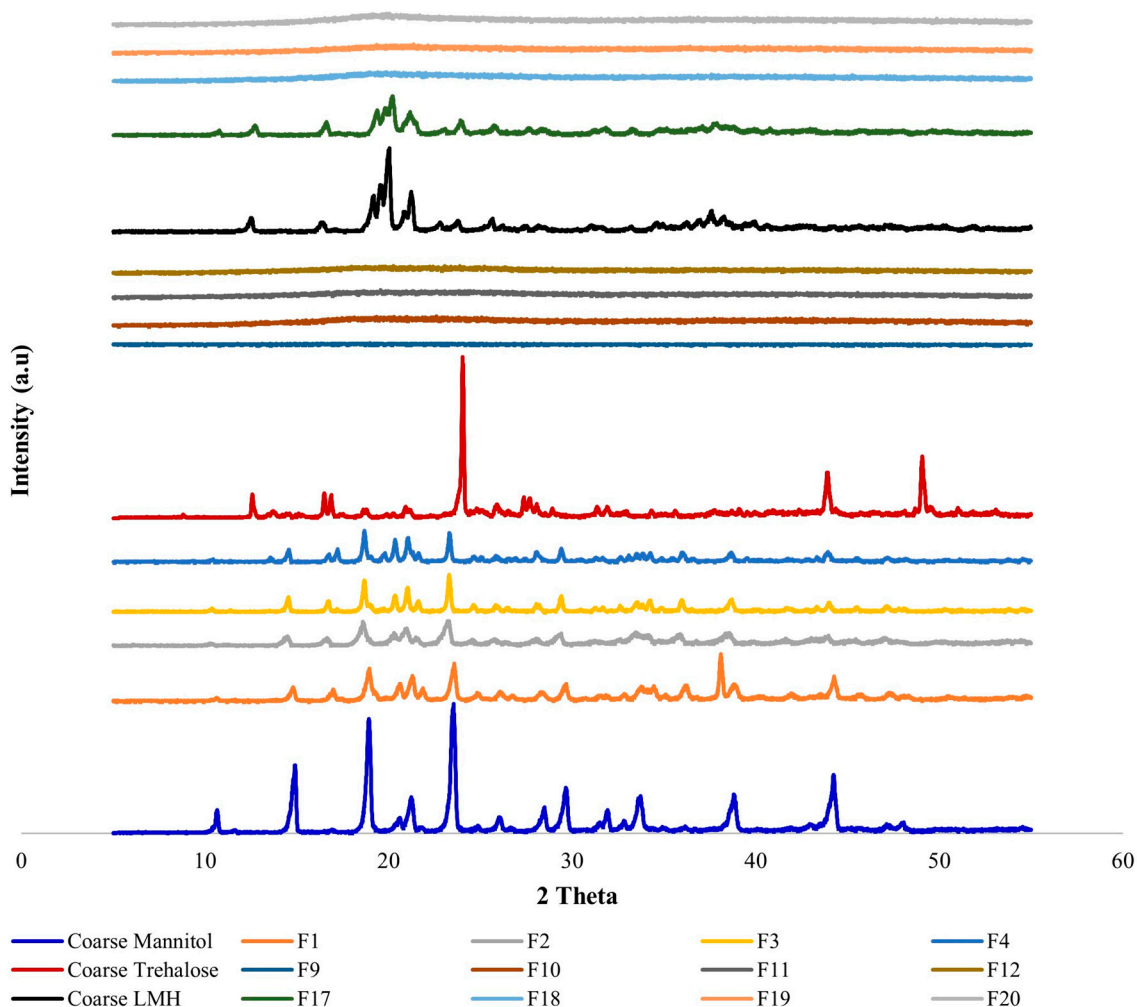 Intensity (a.u)
0 10 20 30 40 50 60
2 Theta
Coarse Mannitol F1 F2 F3 F4
Coarse Trehalose F9 F10 F11 F12
Coarse LMH F17 F18 F19 F20